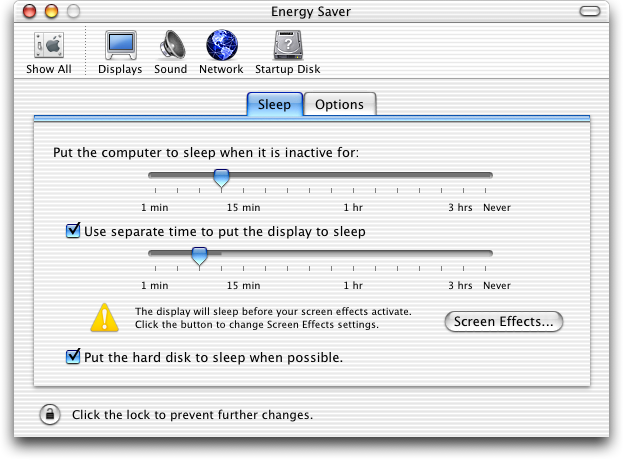 Energy Saver
Show All Displays Sound Network Startup Disk
Sleep Options
Put the computer to sleep when it is inactive for:
1 min 15 min 1 hr 3 hrs Never
Use separate time to put the display to sleep
1 min 15 min 1 hr 3 hrs Never
The display will sleep before your screen effects activate.
Click the button to change Screen Effects settings.
Screen Effects...
Put the hard disk to sleep when possible.
Click the lock to prevent further changes.